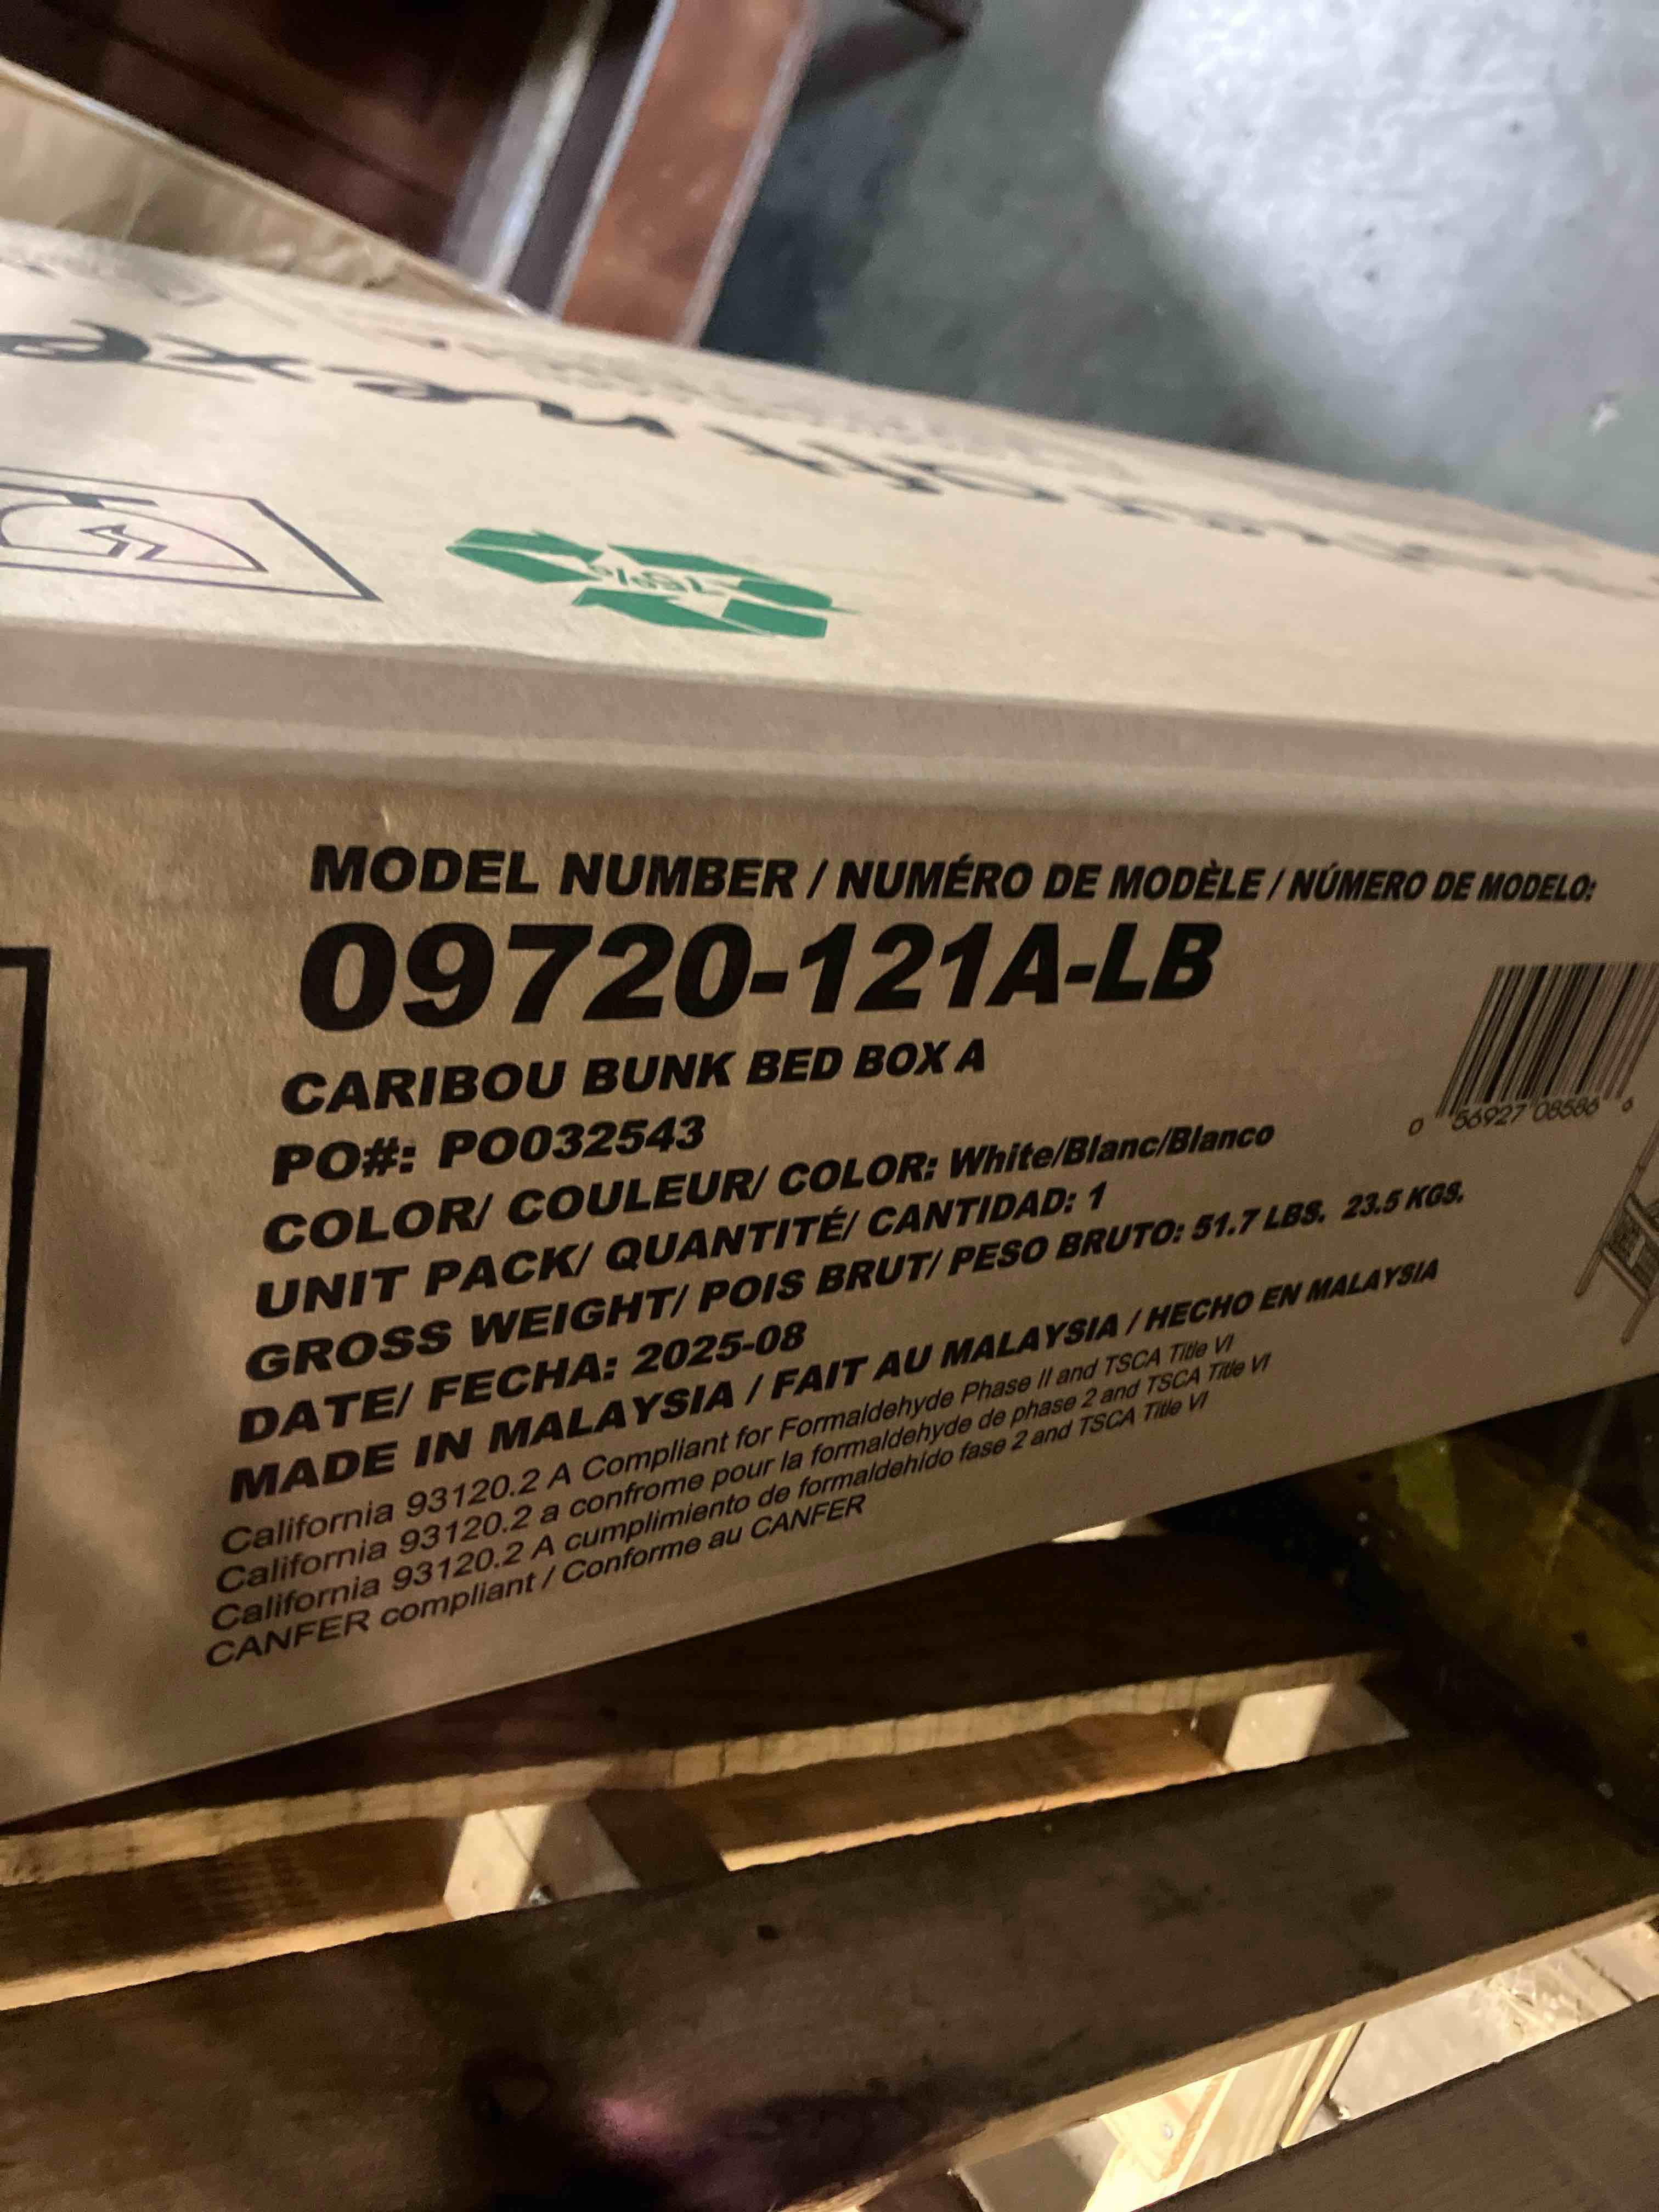 75%
MODEL NUMBER / NUMÉRO DE MODÈLE / NÚMERO DE MODELO:
09720-121A-LB
CARIBOU BUNK BED BOX A
PO#: PO032543
COLOR/ COULEUR/ COLOR: White/Blanc/Blanco
UNIT PACK/ QUANTITÉ/ CANTIDAD: 1
GROSS WEIGHT/ POIS BRUT/ PESO BRUTO: 51.7 LBS. 23.5 KGS.
DATE/ FECHA: 2025-08
MADE IN MALAYSIA / FAIT AU MALAYSIA / HECHO EN MALAYSIA
California 93120.2 A Compliant for Formaldehyde Phase II and TSCA Title VI
California 93120.2 a confrome pour la formaldehyde de phase 2 and TSCA Title VI
California 93120.2 A cumplimiento de formaldehido fase 2 and TSCA Title VI
CANFER compliant / Conforme au CANFER
0 56927 08586 6